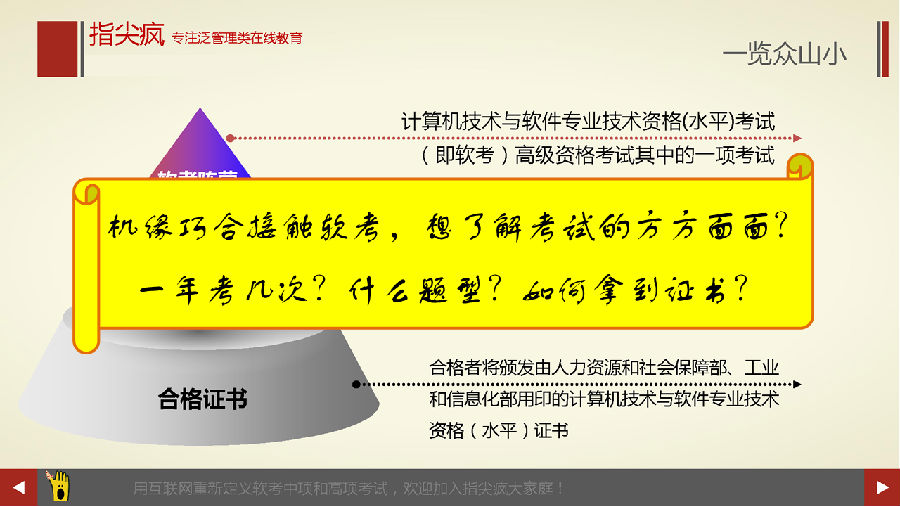 指尖疯 专注泛管理类在线教育
一览众山小
计算机技术与软件专业技术资格(水平)考试
（即软考）高级资格考试其中的一项考试
机缘巧合接触软考，想了解考试的方方面面？
一年考几次？什么题型？如何拿到证书？
合格证书
合格者将颁发由人力资源和社会保障部、工业
和信息化部用印的计算机技术与软件专业技术
资格（水平）证书
用互联网重新定义软考中项和高项考试，欢迎加入指尖疯大家庭！